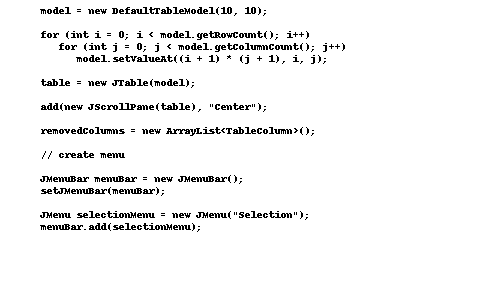 model = new DefaultTableModel(10, 10);
for (int i = 0; i < model.getRowCount(); i++)
for (int j = 0; j < model.getColumnCount(); j++)
model.setValueAt((i + 1) * (j + 1), i, j);
table = new JTable(model);
add(new JScrollPane(table), "Center");
removedColumns = new ArrayList<TableColumn>();
// create menu
JMenuBar menuBar = new JMenuBar();
setJMenuBar(menuBar);
JMenu selectionMenu = new JMenu("Selection");
menuBar.add(selectionMenu);